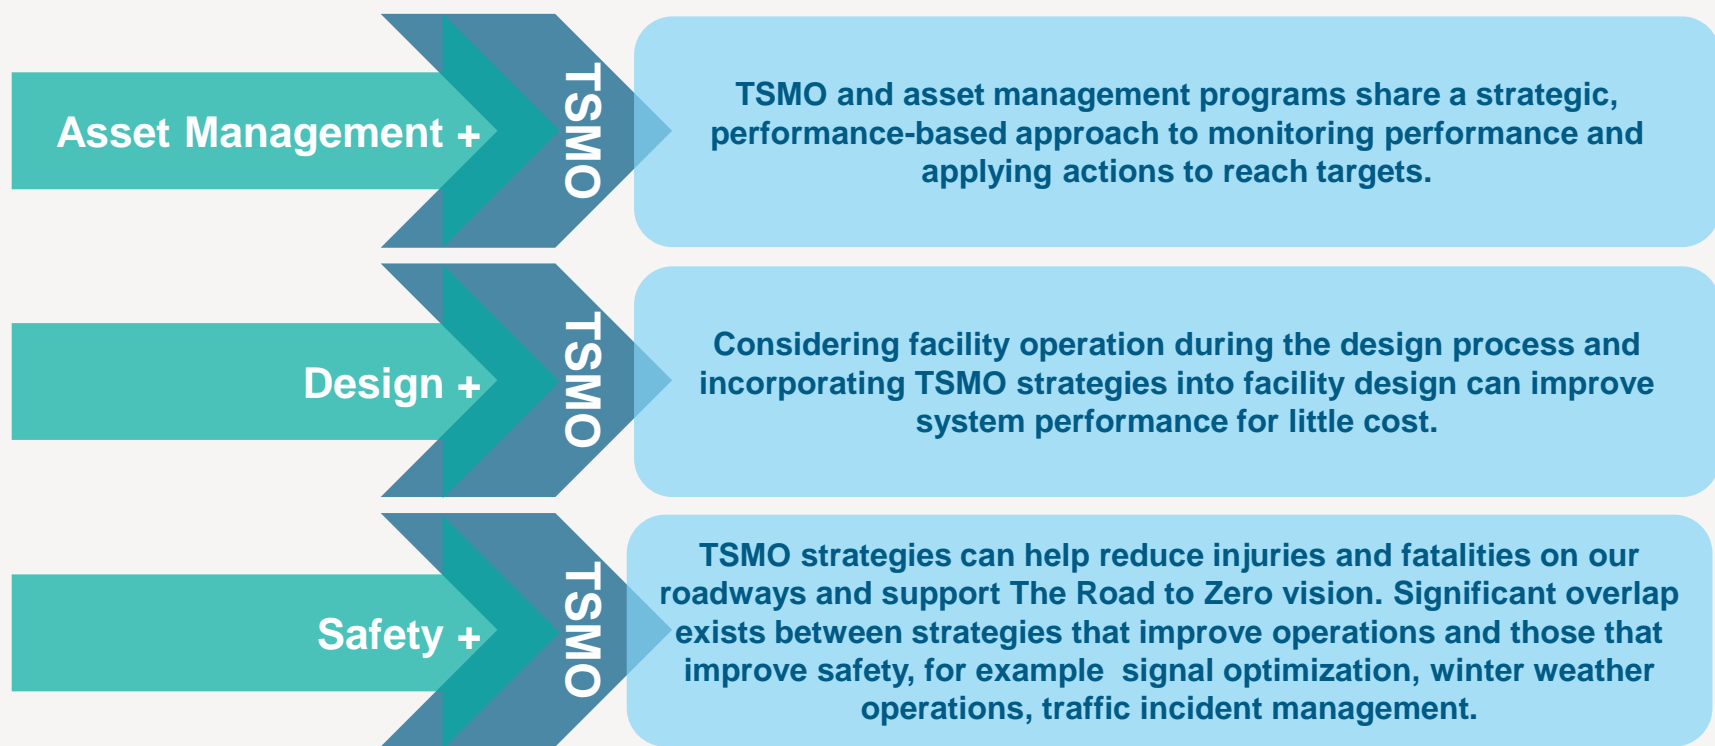 Asset Management +
TSMO
TSMO and asset management programs share a strategic,
performance-based approach to monitoring performance and
applying actions to reach targets.
Design +
TSMO
Considering facility operation during the design process and
incorporating TSMO strategies into facility design can improve
system performance for little cost.
Safety +
TSMO
TSMO strategies can help reduce injuries and fatalities on our
roadways and support The Road to Zero vision. Significant overlap
exists between strategies that improve operations and those that
improve safety, for example  signal optimization, winter weather
operations, traffic incident management.